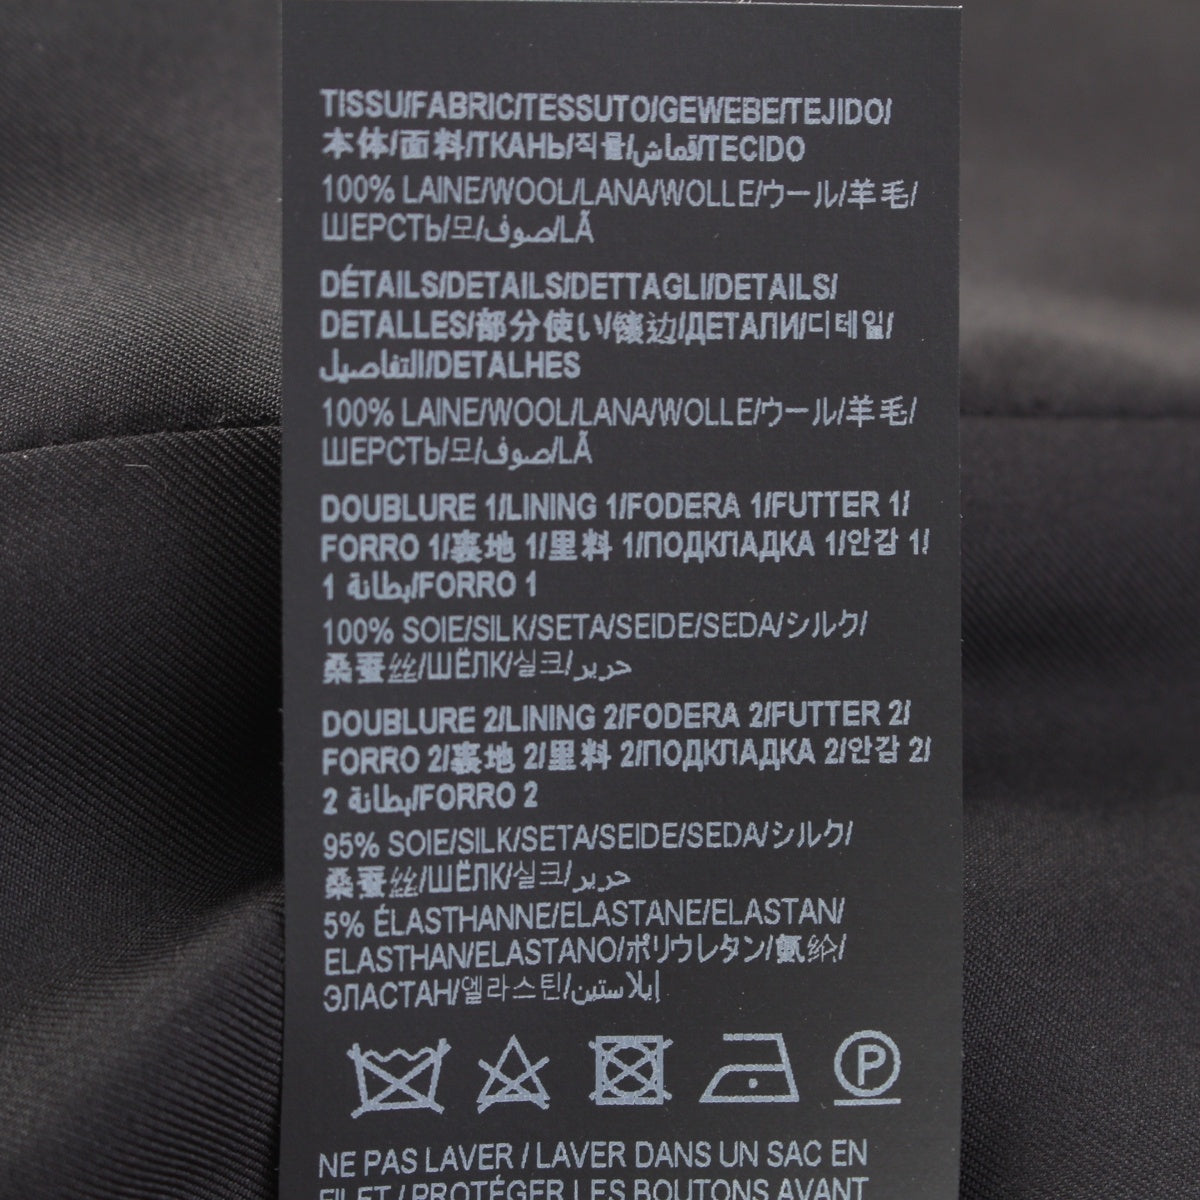 TISSU/FABRIC/TESSUTO/GEWEBE/TEJIDO/
本体/面料/ТКАНЬ/직물/قماش/TECIDO
100% LAINE/WOOL/LANA/WOLLE/ウール/羊毛/
ШЕРСТЬ/모/صوف/LÃ
DÉTAILS/DETAILS/DETTAGLI/DETAILS/
DETALLES/部分使い/镶边/ДЕТАЛИ/디테일/
التفاصيل/DETALHES
100% LAINE/WOOL/LANA/WOLLE/ウール/羊毛/
ШЕРСТЬ/모/صوف/LÃ
DOUBLURE 1/LINING 1/FODERA 1/FUTTER 1/
FORRO 1/裏地 1/里料 1/ПОДКЛАДКА 1/안감 1/
1 بطانة/FORRO 1
100% SOIE/SILK/SETA/SEIDE/SEDA/シルク/
桑蚕丝/ШЁЛК/실크/حرير
DOUBLURE 2/LINING 2/FODERA 2/FUTTER 2/
FORRO 2/裏地 2/里料 2/ПОДКЛАДКА 2/안감 2/
2 بطانة/FORRO 2
95% SOIE/SILK/SETA/SEIDE/SEDA/シルク/
桑蚕丝/ШЁЛК/실크/حرير
5% ÉLASTHANNE/ELASTANE/ELASTAN/
ELASTHAN/ELASTANO/ポリウレタン/氨纶/
ЭЛАСТАН/엘라스틴/إيلاستين
P
NE PAS LAVER / LAVER DANS UN SAC EN
FILET / PROTÉGER LES BOUTONS AVANT